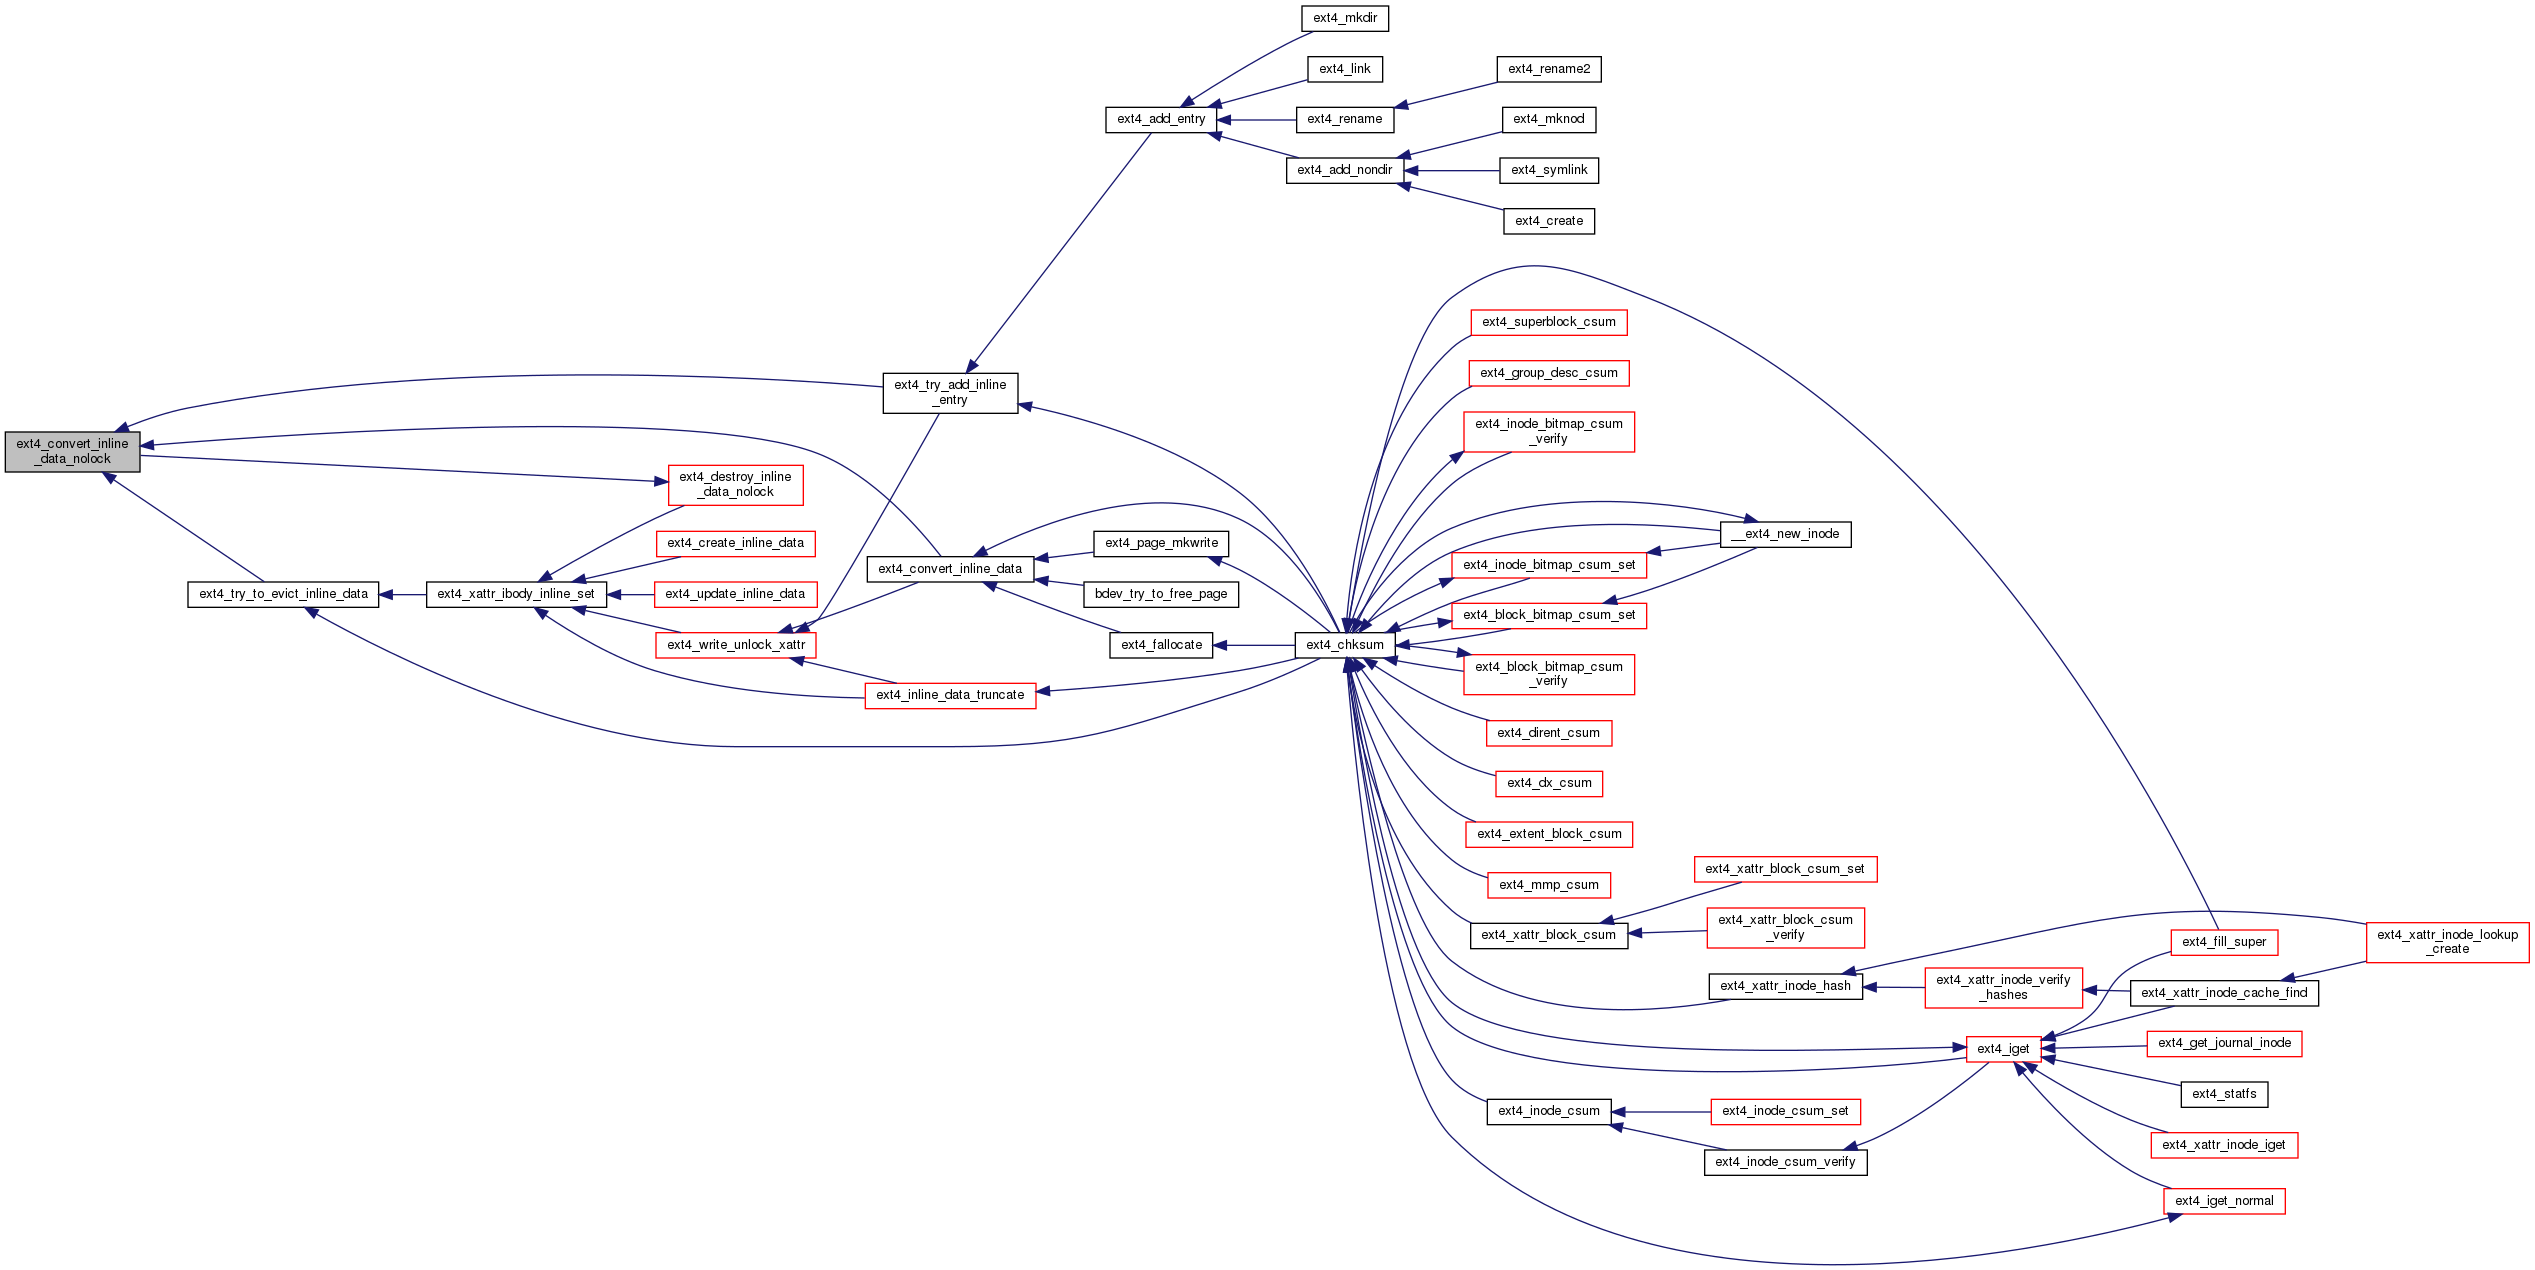 ext4_mkdir
ext4_link
ext4_rename2
ext4_add_entry
ext4_rename
ext4_mknod
ext4_add_nondir
ext4_symlink
ext4_create
ext4_superblock_csum
ext4_group_desc_csum
ext4_try_add_inline
_entry
ext4_inode_bitmap_csum
_verify
ext4_convert_inline
_data_nolock
ext4_destroy_inline
_data_nolock
ext4_create_inline_data
ext4_page_mkwrite
__ext4_new_inode
ext4_convert_inline_data
ext4_inode_bitmap_csum_set
ext4_try_to_evict_inline_data
ext4_xattr_ibody_inline_set
ext4_update_inline_data
bdev_try_to_free_page
ext4_block_bitmap_csum_set
ext4_write_unlock_xattr
ext4_fallocate
ext4_chksum
ext4_block_bitmap_csum
_verify
ext4_inline_data_truncate
ext4_dirent_csum
ext4_dx_csum
ext4_extent_block_csum
ext4_xattr_block_csum_set
ext4_mmp_csum
ext4_xattr_block_csum
ext4_xattr_block_csum
_verify
ext4_fill_super
ext4_xattr_inode_lookup
_create
ext4_xattr_inode_hash
ext4_xattr_inode_verify
_hashes
ext4_xattr_inode_cache_find
ext4_iget
ext4_get_journal_inode
ext4_statfs
ext4_inode_csum
ext4_inode_csum_set
ext4_xattr_inode_iget
ext4_inode_csum_verify
ext4_iget_normal